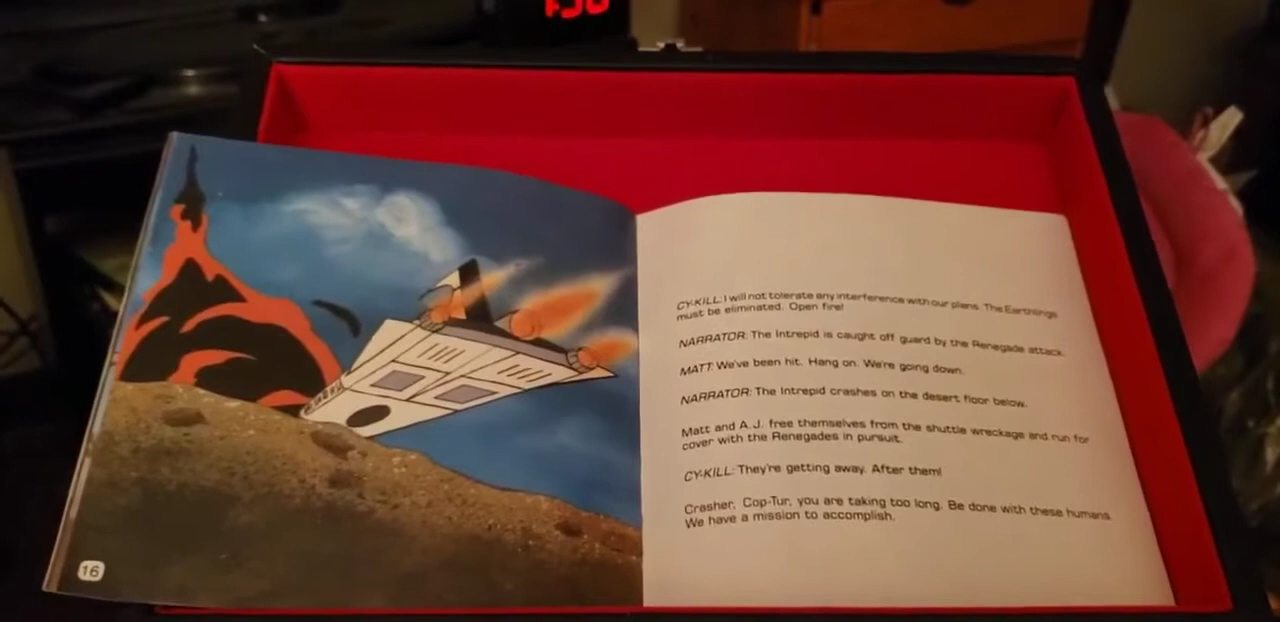 16
CY-KILL: I will not tolerate any interference with our plans. The Earthlings
must be eliminated. Open fire!
NARRATOR: The Intrepid is caught off guard by the Renegade attack.
MATT: We've been hit. Hang on. We're going down.
NARRATOR: The Intrepid crashes on the desert floor below.
Matt and A.J. free themselves from the shuttle wreckage and run for
cover with the Renegades in pursuit.
CY-KILL: They're getting away. After them!
Crasher, Cop-Tur, you are taking too long. Be done with these humans.
We have a mission to accomplish.